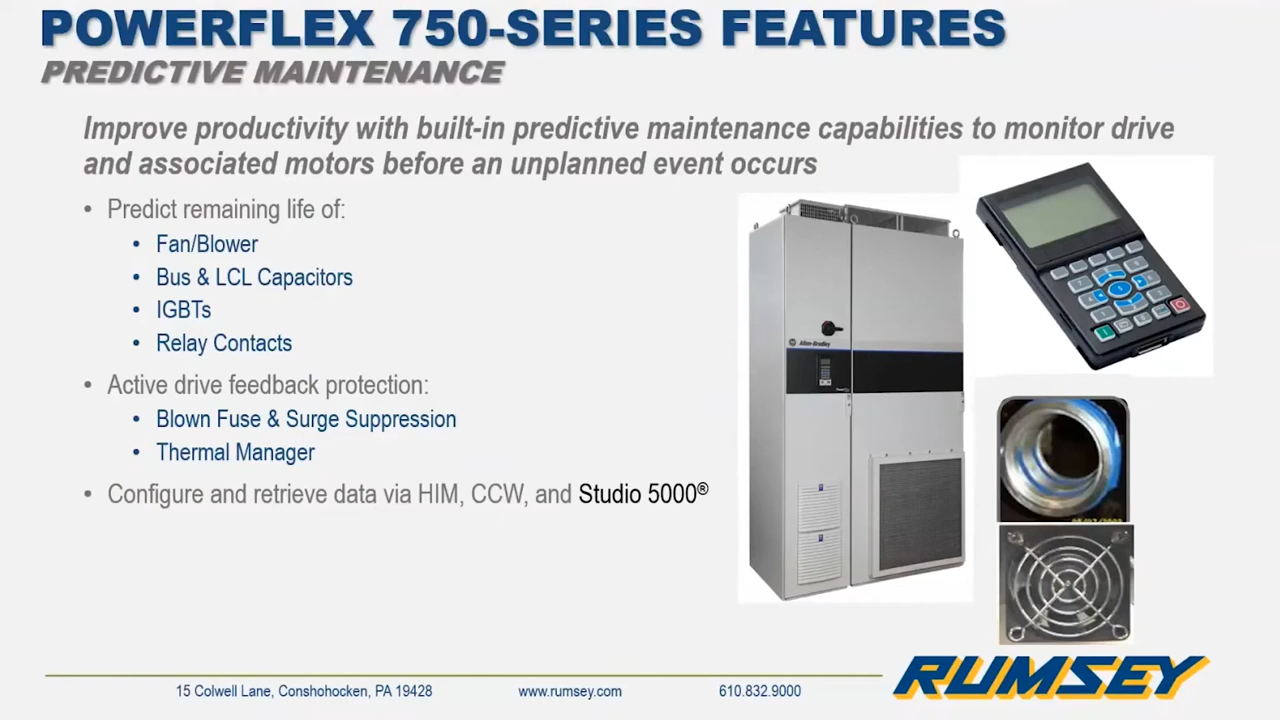 POWERFLEX 750-SERIES FEATURES
PREDICTIVE MAINTENANCE
Improve productivity with built-in predictive maintenance capabilities to monitor drive
and associated motors before an unplanned event occurs
• Predict remaining life of:
• Fan/Blower
• Bus & LCL Capacitors
• IGBTs
• Relay Contacts
• Active drive feedback protection:
• Blown Fuse & Surge Suppression
• Thermal Manager
• Configure and retrieve data via HIM, CCW, and Studio 5000®
Allen-Bradley
15 Colwell Lane, Conshohocken, PA 19428
www.rumsey.com
610.832.9000
RUMSEY